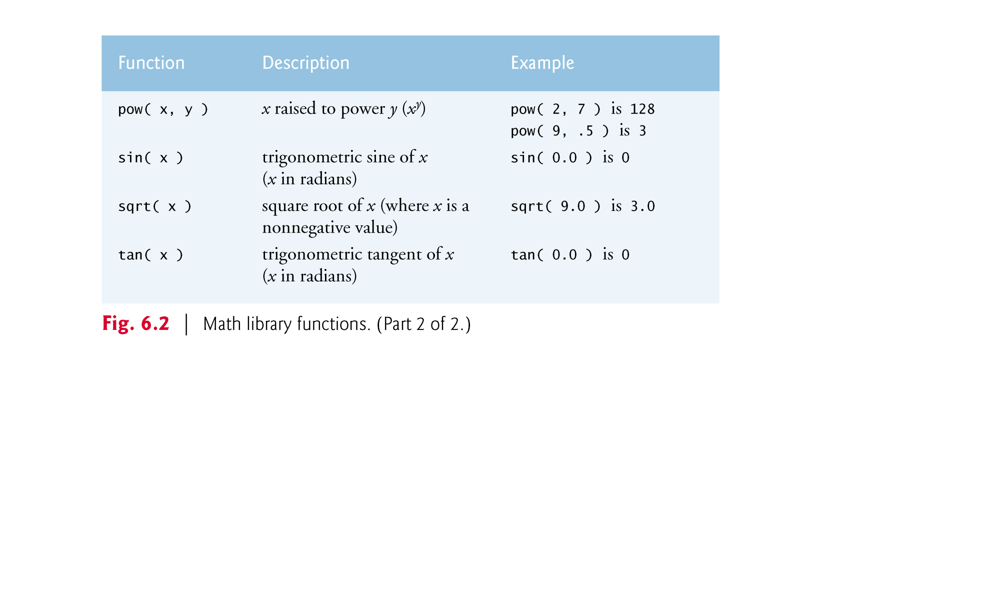 Function Description Example
pow( x, y ) x raised to power y (xʸ) pow( 2, 7 ) is 128
pow( 9, .5 ) is 3
sin( x ) trigonometric sine of x sin( 0.0 ) is 0
(x in radians)
sqrt( x ) square root of x (where x is a sqrt( 9.0 ) is 3.0
nonnegative value)
tan( x ) trigonometric tangent of x tan( 0.0 ) is 0
(x in radians)
Fig. 6.2 | Math library functions. (Part 2 of 2.)